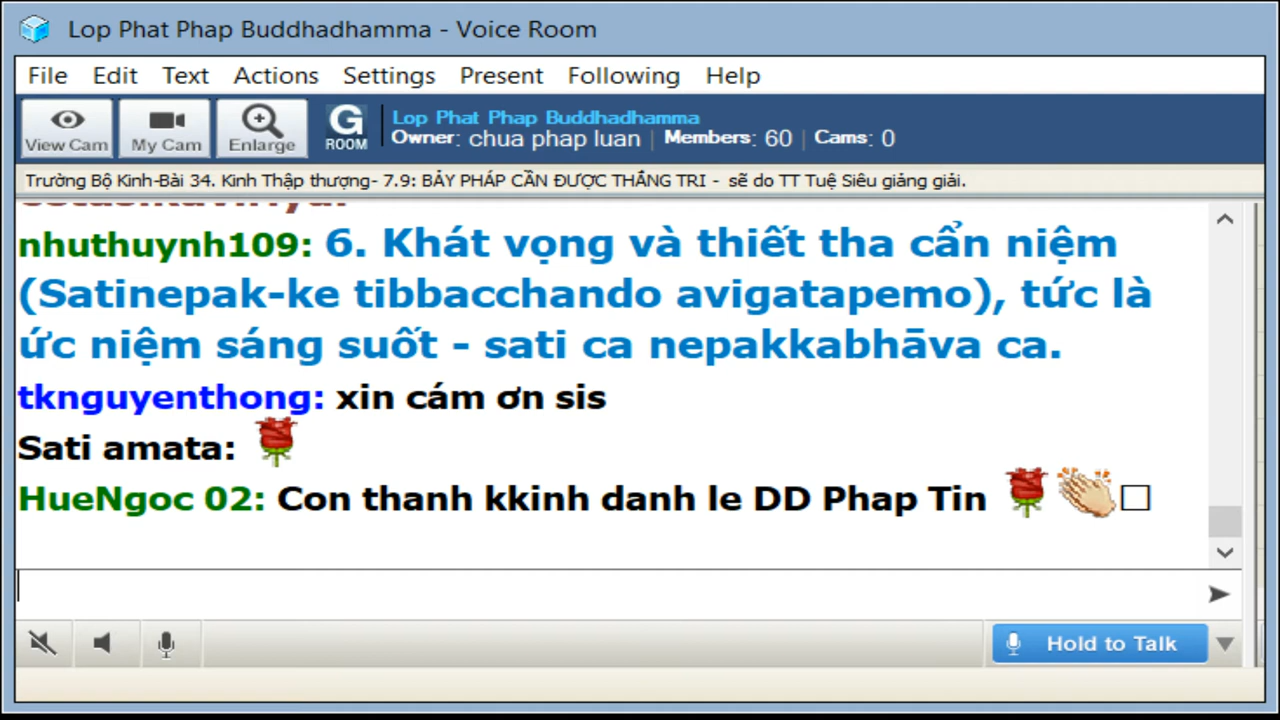 Lop Phat Phap Buddhadhamma - Voice Room
File Edit Text Actions Settings Present Following Help
View Cam My Cam Enlarge G ROOM
Lop Phat Phap Buddhadhamma
Owner: chua phap luan | Members: 60 | Cams: 0
Trường Bộ Kinh-Bài 34. Kinh Thập thượng- 7.9: BẢY PHÁP CẦN ĐƯỢC THẮNG TRI - sẽ do TT Tuệ Siêu giảng giải.
nhuthuynh109: 6. Khát vọng và thiết tha cẩn niệm
(Satinepak-ke tibbacchando avigatapemo), tức là
ức niệm sáng suốt - sati ca nepakkabhāva ca.
tknguyenthong: xin cám ơn sis
Sati amata:
HueNgoc 02: Con thanh kkinh danh le DD Phap Tin
Hold to Talk